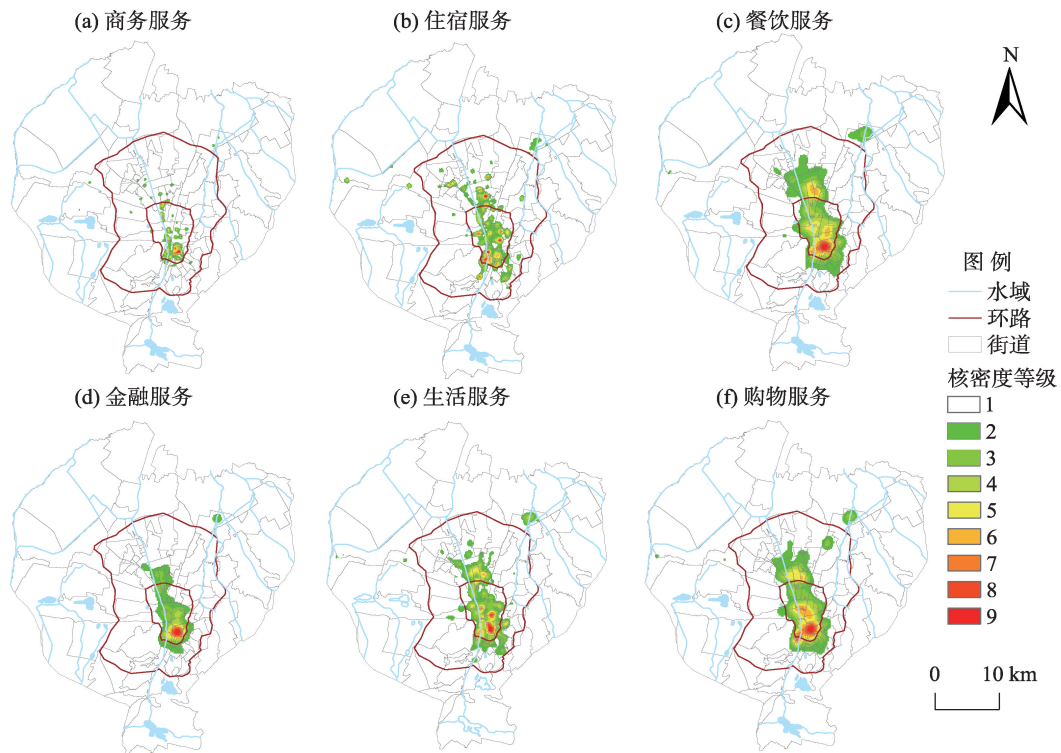 (a) 商务服务
(b) 住宿服务
(c) 餐饮服务
N
图 例
水域
环路
街道
核密度等级
1
2
3
4
5
6
7
8
9
(d) 金融服务
(e) 生活服务
(f) 购物服务
0 10 km